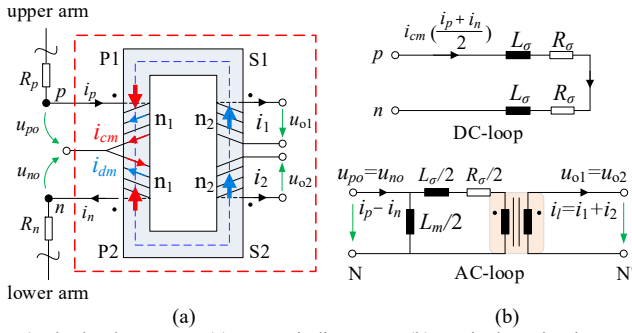 upper arm
R_p
p
i_p
P1
S1
n_1
n_2
i_1
u_po
u_o1
i_cm
i_dm
u_no
n_1
n_2
i_2
u_o2
n
i_n
R_n
P2
S2
lower arm
(a)
i_cm (i_p + i_n / 2)
L_σ
R_σ
p
n
L_σ
R_σ
DC-loop
u_po=u_no
L_σ/2
R_σ/2
u_o1=u_o2
i_p − i_n
L_m/2
i_l=i_1+i_2
N
AC-loop
N'
(b)